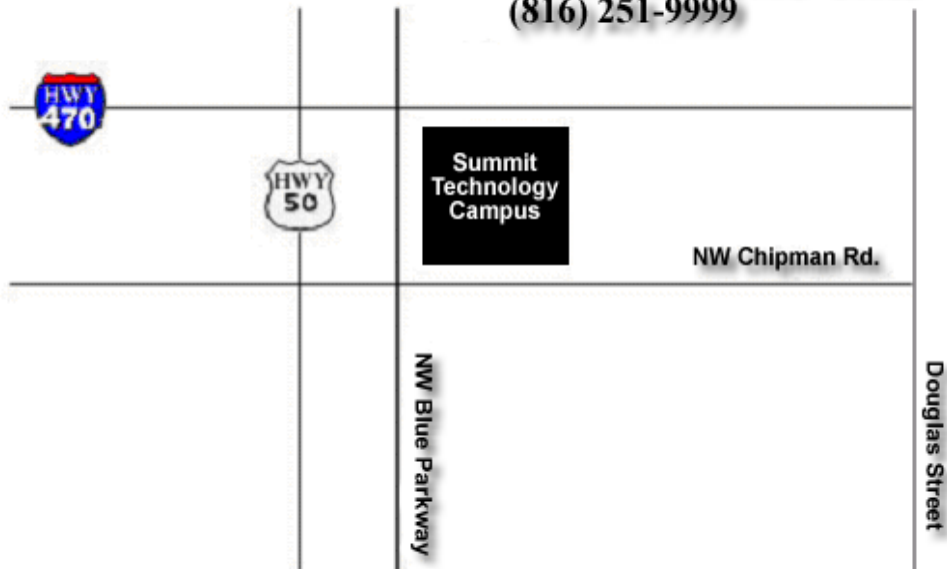 (816) 251-9999
HWY
470
Summit
Technology
Campus
HWY
50
NW Chipman Rd.
NW Blue Parkway
Douglas Street